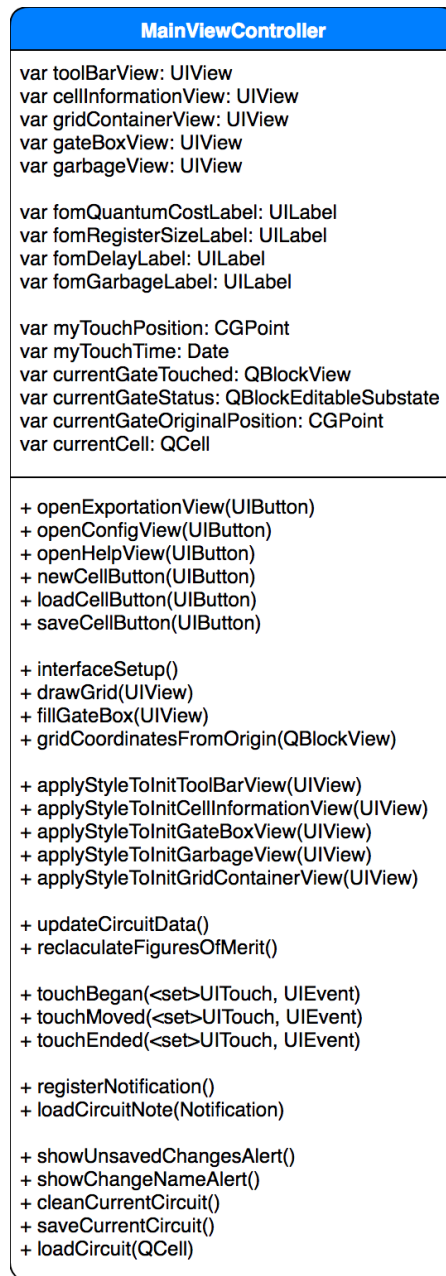 MainViewController
var toolBarView: UIView
var cellInformationView: UIView
var gridContainerView: UIView
var gateBoxView: UIView
var garbageView: UIView
var fomQuantumCostLabel: UILabel
var fomRegisterSizeLabel: UILabel
var fomDelayLabel: UILabel
var fomGarbageLabel: UILabel
var myTouchPosition: CGPoint
var myTouchTime: Date
var currentGateTouched: QBlockView
var currentGateStatus: QBlockEditableSubstate
var currentGateOriginalPosition: CGPoint
var currentCell: QCell
+ openExportationView(UIButton)
+ openConfigView(UIButton)
+ openHelpView(UIButton)
+ newCellButton(UIButton)
+ loadCellButton(UIButton)
+ saveCellButton(UIButton)
+ interfaceSetup()
+ drawGrid(UIView)
+ fillGateBox(UIView)
+ gridCoordinatesFromOrigin(QBlockView)
+ applyStyleToInitToolBarView(UIView)
+ applyStyleToInitCellInformationView(UIView)
+ applyStyleToInitGateBoxView(UIView)
+ applyStyleToInitGarbageView(UIView)
+ applyStyleToInitGridContainerView(UIView)
+ updateCircuitData()
+ reclaculateFiguresOfMerit()
+ touchBegan(<set>UITouch, UIEvent)
+ touchMoved(<set>UITouch, UIEvent)
+ touchEnded(<set>UITouch, UIEvent)
+ registerNotification()
+ loadCircuitNote(Notification)
+ showUnsavedChangesAlert()
+ showChangeNameAlert()
+ cleanCurrentCircuit()
+ saveCurrentCircuit()
+ loadCircuit(QCell)